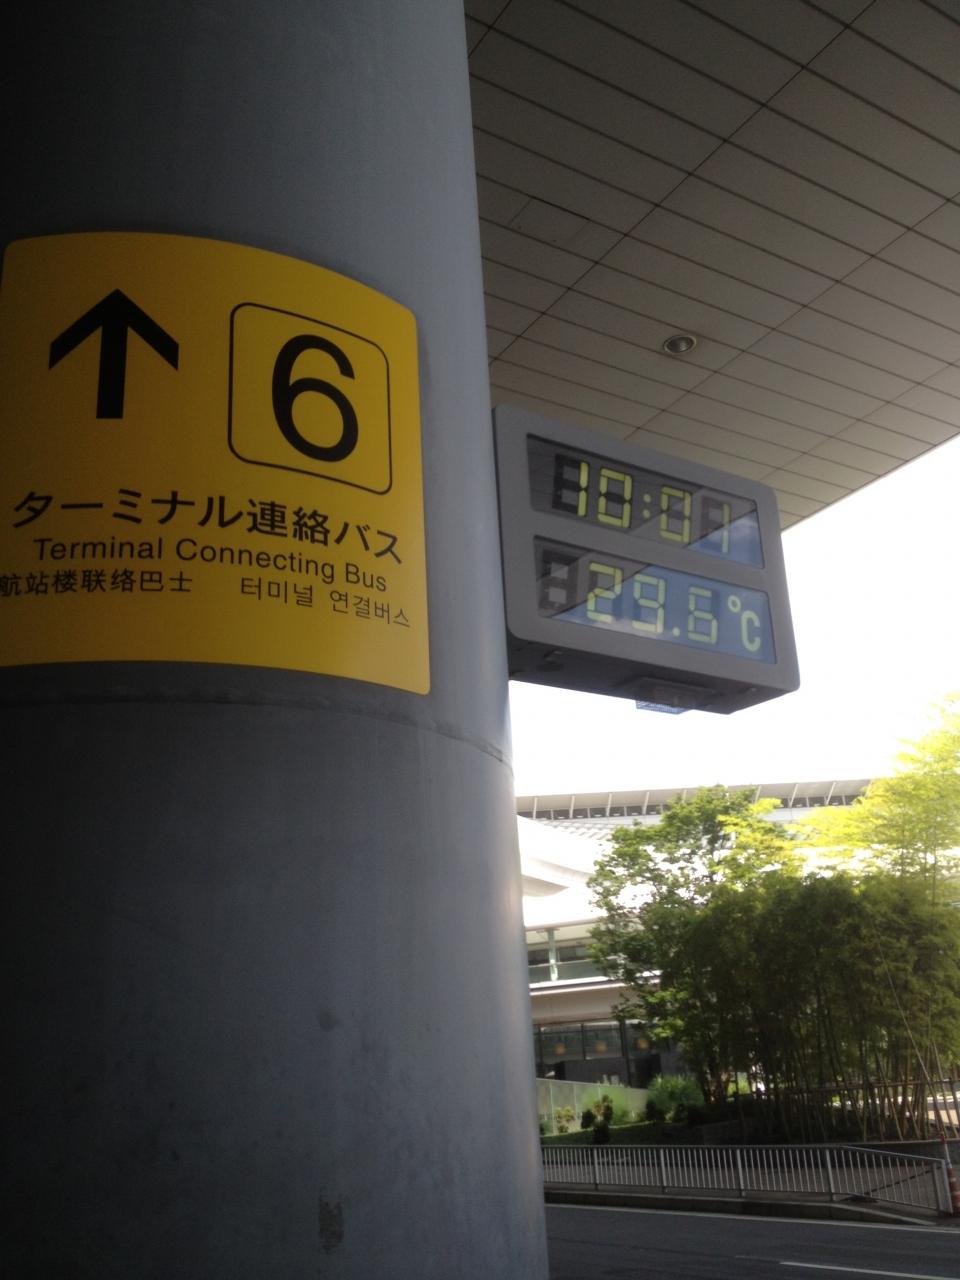 6
ターミナル連絡バス
Terminal Connecting Bus
航站楼联络巴士 터미널 연결버스
10:01
29.6°C